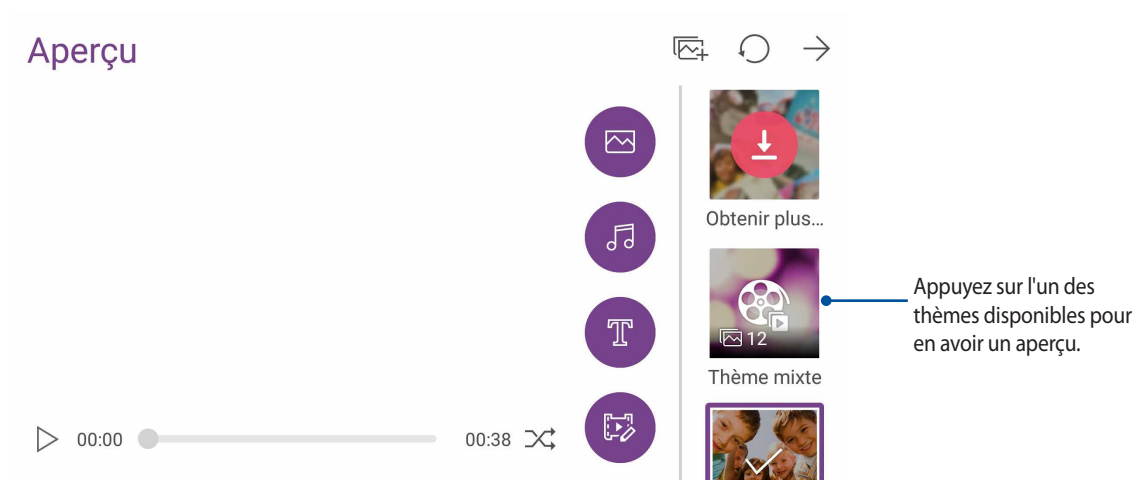 Aperçu
Obtenir plus...
12
Thème mixte
00:00
00:38
Appuyez sur l'un des
thèmes disponibles pour
en avoir un aperçu.